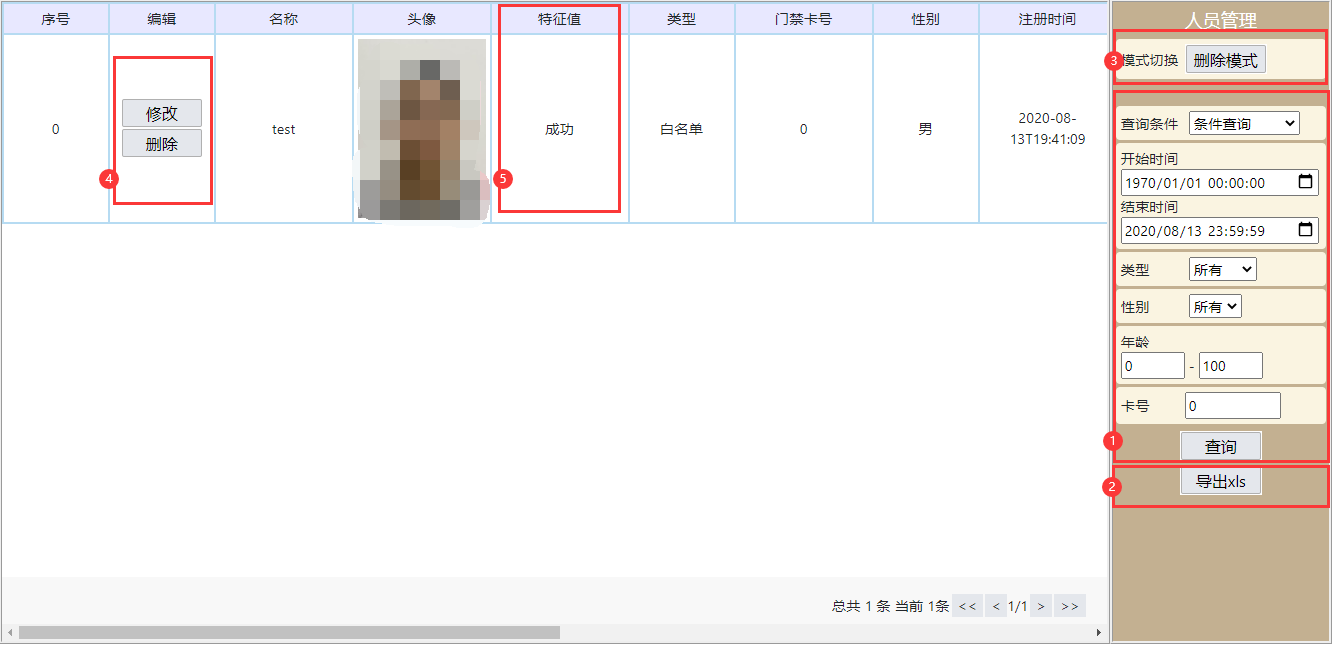 序号 编辑 名称 头像 特征值 类型 门禁卡号 性别 注册时间
0 修改 test 成功 白名单 0 男 2020-08-
删除 13T19:41:09
4 5
总共 1 条 当前 1条 << < 1/1 > >>
人员管理
3 模式切换 删除模式
查询条件 条件查询
开始时间
1970/01/01 00:00:00
结束时间
2020/08/13 23:59:59
类型 所有
性别 所有
年龄
0 - 100
卡号 0
1 查询
2 导出xls